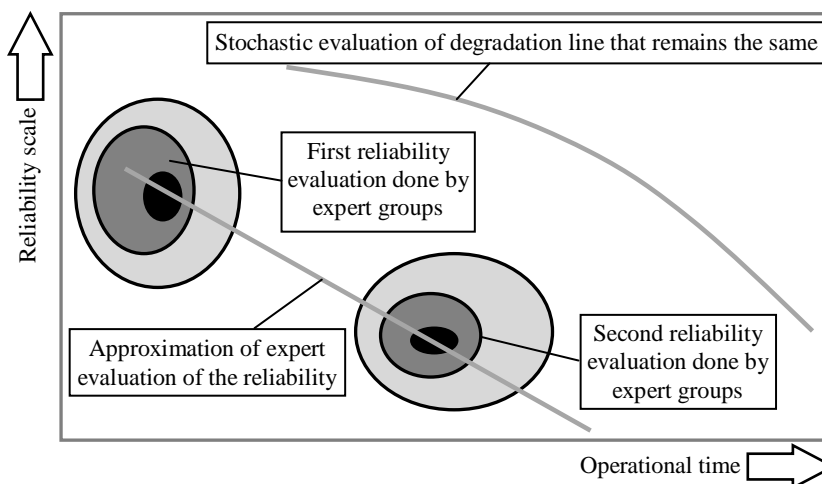 Stochastic evaluation of degradation line that remains the same
Reliability scale
First reliability
evaluation done by
expert groups
Approximation of expert
evaluation of the reliability
Second reliability
evaluation done by
expert groups
Operational time